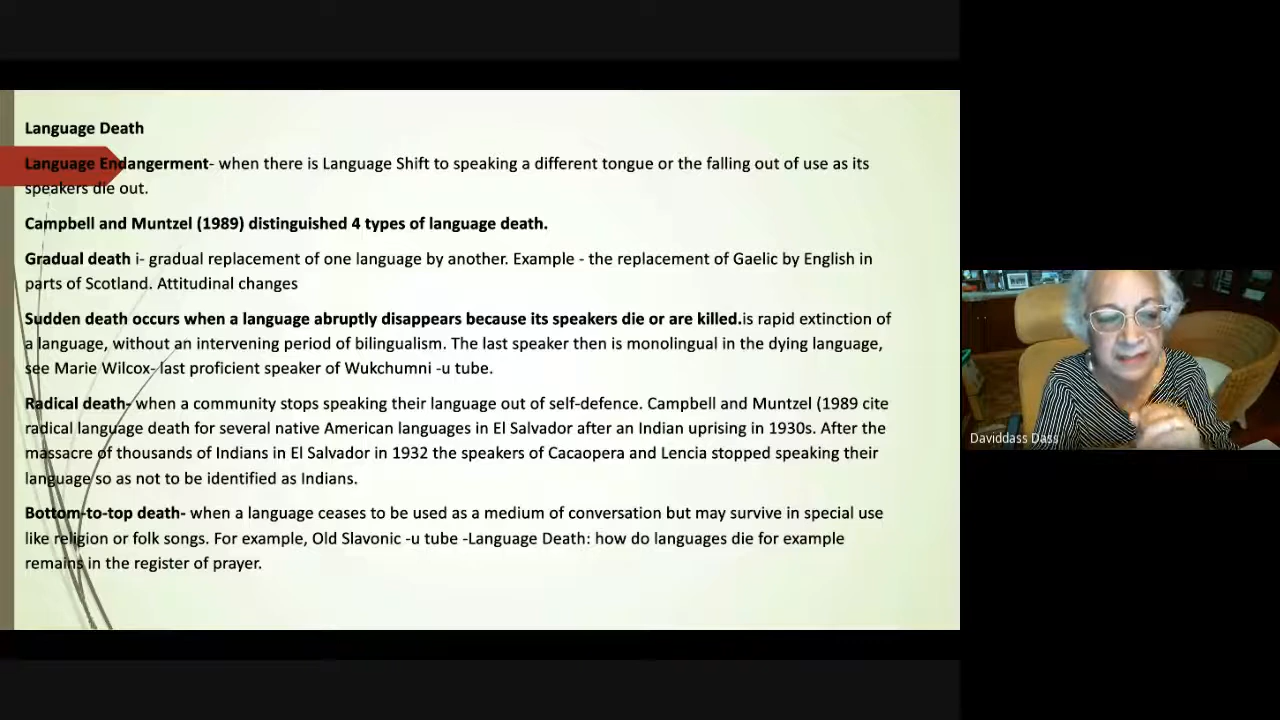 Language Death
Language Endangerment- when there is Language Shift to speaking a different tongue or the falling out of use as its
speakers die out.
Campbell and Muntzel (1989) distinguished 4 types of language death.
Gradual death i- gradual replacement of one language by another. Example - the replacement of Gaelic by English in
parts of Scotland. Attitudinal changes
Sudden death occurs when a language abruptly disappears because its speakers die or are killed.is rapid extinction of
a language, without an intervening period of bilingualism. The last speaker then is monolingual in the dying language,
see Marie Wilcox- last proficient speaker of Wukchumni -u tube.
Radical death- when a community stops speaking their language out of self-defence. Campbell and Muntzel (1989 cite
radical language death for several native American languages in El Salvador after an Indian uprising in 1930s. After the
massacre of thousands of Indians in El Salvador in 1932 the speakers of Cacaopera and Lencia stopped speaking their
language so as not to be identified as Indians.
Bottom-to-top death- when a language ceases to be used as a medium of conversation but may survive in special use
like religion or folk songs. For example, Old Slavonic -u tube -Language Death: how do languages die for example
remains in the register of prayer.
Daviddass Dass